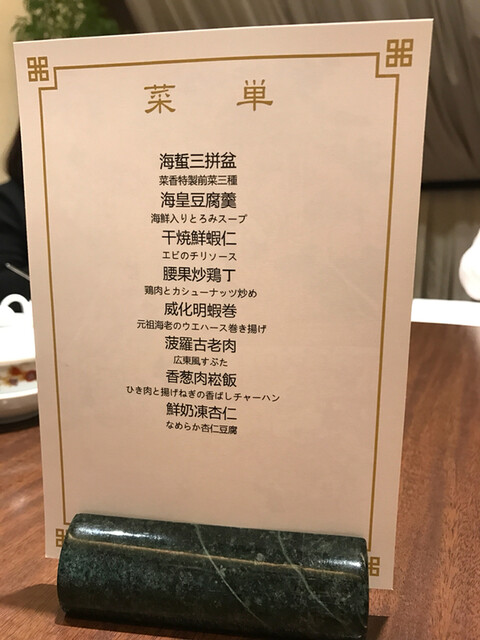 菜単
海蜇三拼盆
菜香特製前菜三種
海皇豆腐羹
海鮮入りとろみスープ
干焼鮮蝦仁
エビのチリソース
腰果炒鶏丁
鶏肉とカシューナッツ炒め
威化明蝦巻
元祖海老のウエハース巻き揚げ
菠羅古老肉
広東風すぶた
香葱肉崧飯
ひき肉と揚げねぎの香ばしチャーハン
鮮奶凍杏仁
なめらか杏仁豆腐